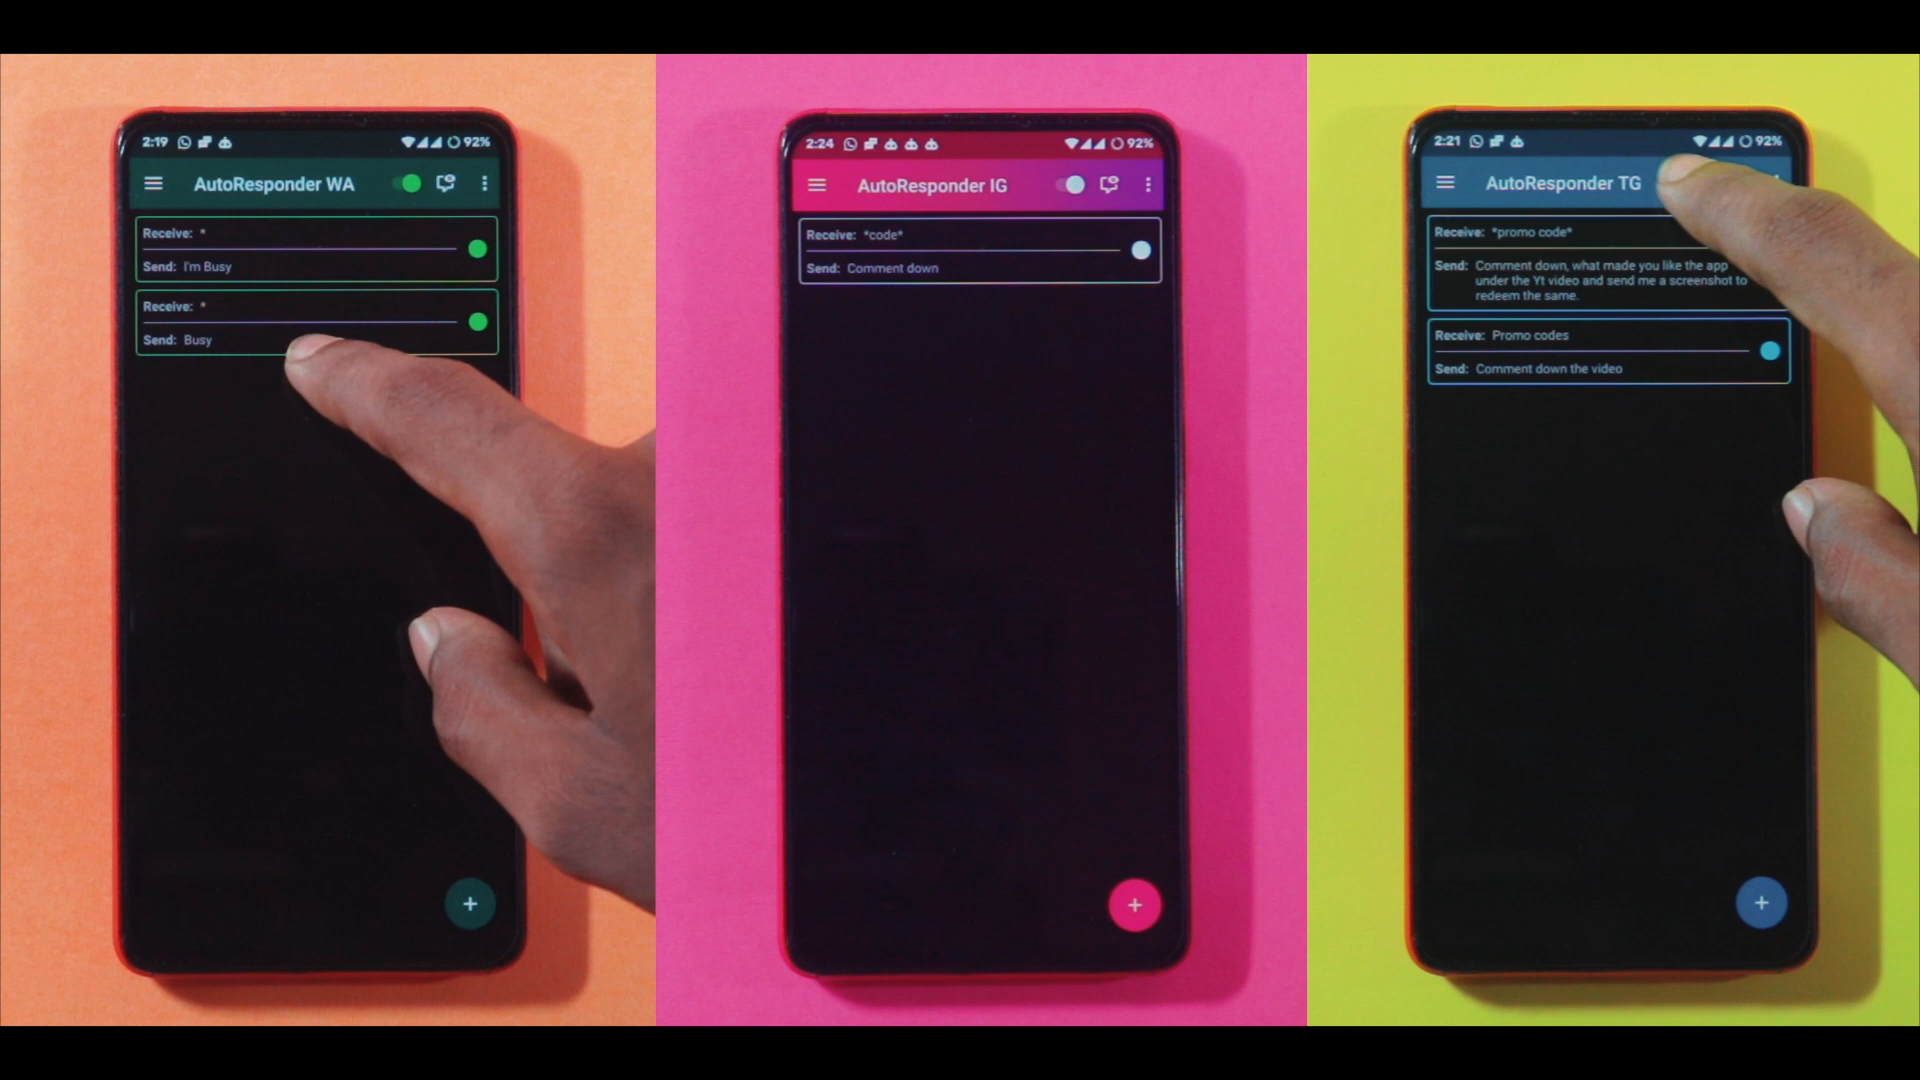 2:19 92%
AutoResponder WA
Receive: *
Send: I'm Busy
Receive: *
Send: Busy
+
2:24 92%
AutoResponder IG
Receive: *code*
Send: Comment down
+
2:21 92%
AutoResponder TG
Receive: *promo code*
Send: Comment down, what made you like the app
under the Yt video and send me a screenshot to
redeem the same.
Receive: Promo codes
Send: Comment down the video
+